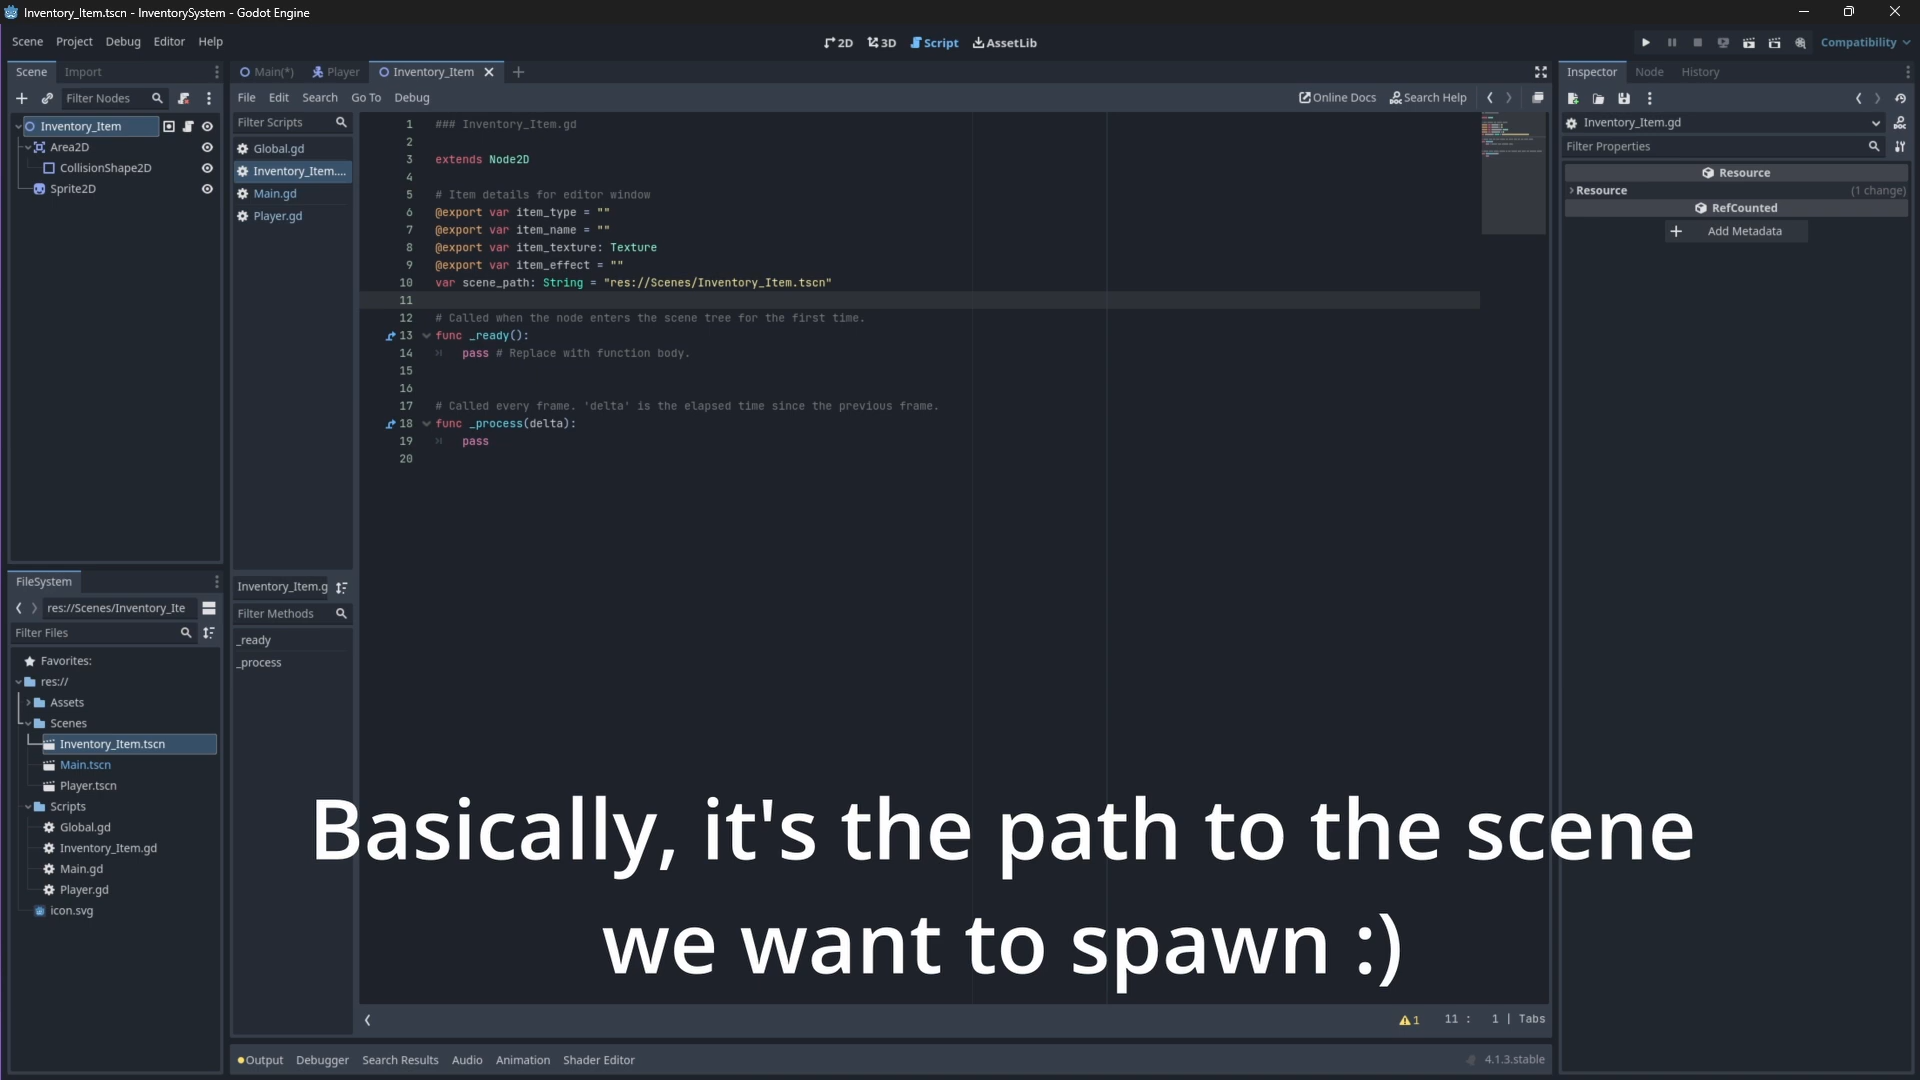 Inventory_Item.tscn - InventorySystem - Godot Engine
Scene Project Debug Editor Help
2D 3D Script AssetLib
Compatibility
Scene Import
Main(*) Player Inventory_Item
Inspector Node History
Filter Nodes
File Edit Search Go To Debug
Online Docs Search Help
Inventory_Item
Area2D
CollisionShape2D
Sprite2D
Filter Scripts
Global.gd
Inventory_Item....
Main.gd
Player.gd
1 ### Inventory_Item.gd
2
3 extends Node2D
4
5 # Item details for editor window
6 @export var item_type = ""
7 @export var item_name = ""
8 @export var item_texture: Texture
9 @export var item_effect = ""
10 var scene_path: String = "res://Scenes/Inventory_Item.tscn"
11
12 # Called when the node enters the scene tree for the first time.
13 func _ready():
14 pass # Replace with function body.
15
16
17 # Called every frame. 'delta' is the elapsed time since the previous frame.
18 func _process(delta):
19 pass
20
Inventory_Item.gd
Filter Properties
Resource
Resource (1 change)
RefCounted
Add Metadata
FileSystem
res://Scenes/Inventory_Ite
Filter Files
Favorites:
res://
Assets
Scenes
Inventory_Item.tscn
Main.tscn
Player.tscn
Scripts
Global.gd
Inventory_Item.gd
Main.gd
Player.gd
icon.svg
Inventory_Item.g
Filter Methods
_ready
_process
Basically, it's the path to the scene
we want to spawn :)
1 11 : 1 | Tabs
Output Debugger Search Results Audio Animation Shader Editor
4.1.3.stable